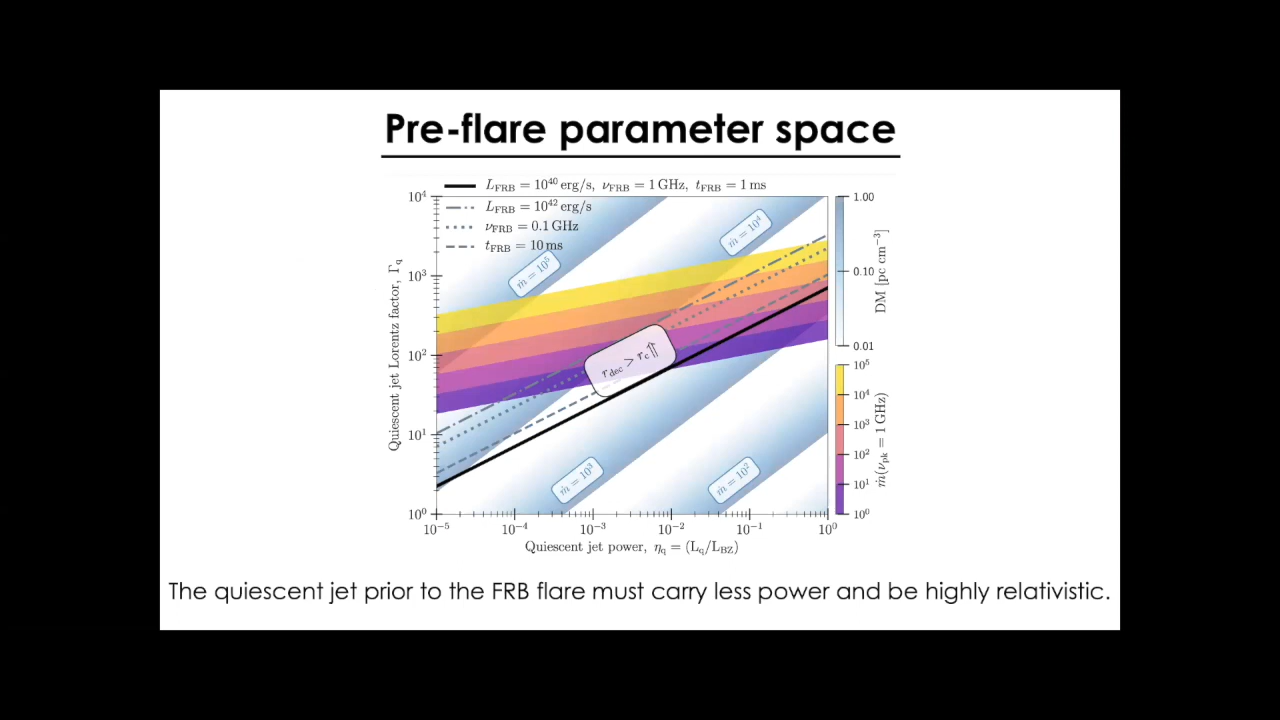 Pre-flare parameter space
L_FRB = 10^40 erg/s, ν_FRB = 1 GHz, t_FRB = 1 ms
L_FRB = 10^42 erg/s
ν_FRB = 0.1 GHz
t_FRB = 10 ms
10^4
10^3
10^2
10^1
10^0
Quiescent jet Lorentz factor, Γ_q
ṁ = 10^5
ṁ = 10^4
r_dec > r_c ⇑
ṁ = 10^3
ṁ = 10^2
10^-5
10^-4
10^-3
10^-2
10^-1
10^0
Quiescent jet power, η_q = (L_q/L_BZ)
1.00
0.10
0.01
DM [pc cm^-3]
10^5
10^4
10^3
10^2
10^1
10^0
ṁ(ν_pk = 1 GHz)
The quiescent jet prior to the FRB flare must carry less power and be highly relativistic.